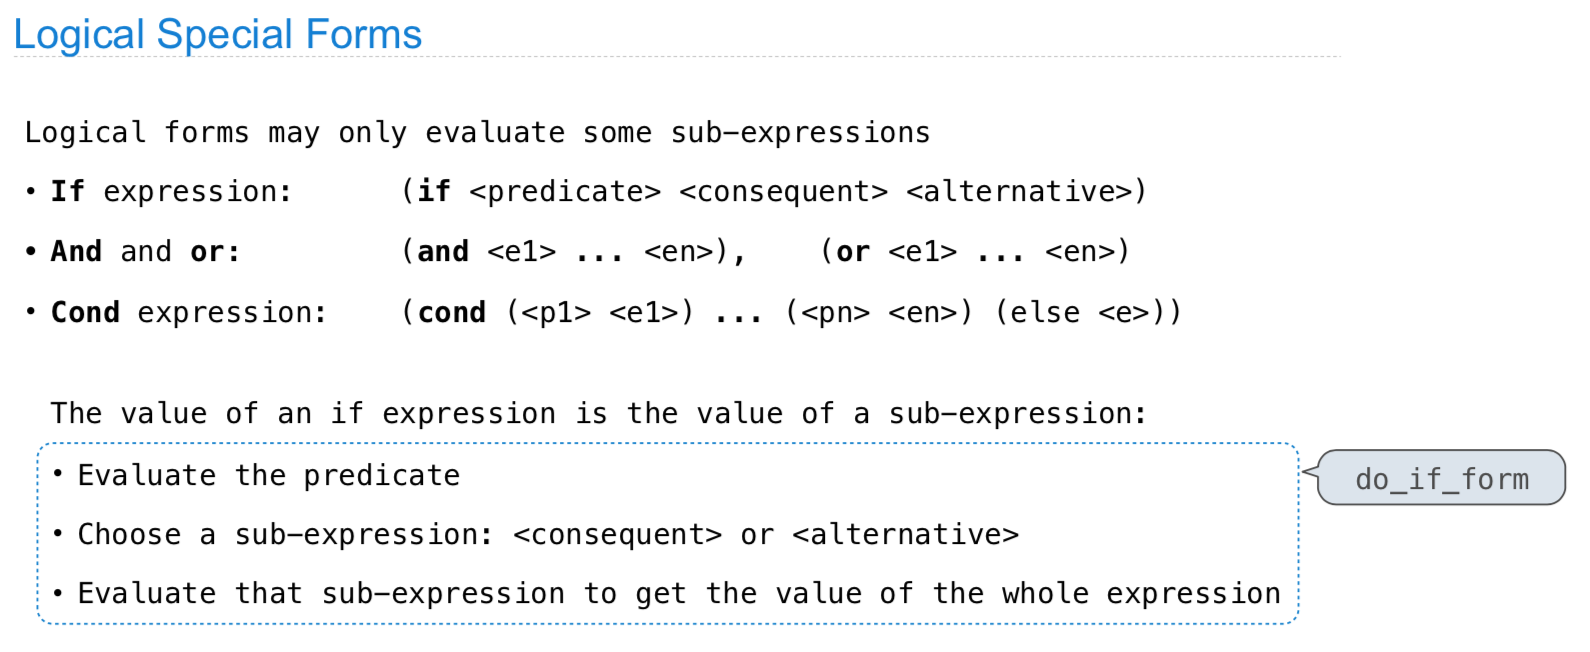 Logical Special Forms
Logical forms may only evaluate some sub-expressions
• If expression: (if <predicate> <consequent> <alternative>)
• And and or: (and <e1> ... <en>), (or <e1> ... <en>)
• Cond expression: (cond (<p1> <e1>) ... (<pn> <en>) (else <e>))
The value of an if expression is the value of a sub-expression:
• Evaluate the predicate
do_if_form
• Choose a sub-expression: <consequent> or <alternative>
• Evaluate that sub-expression to get the value of the whole expression